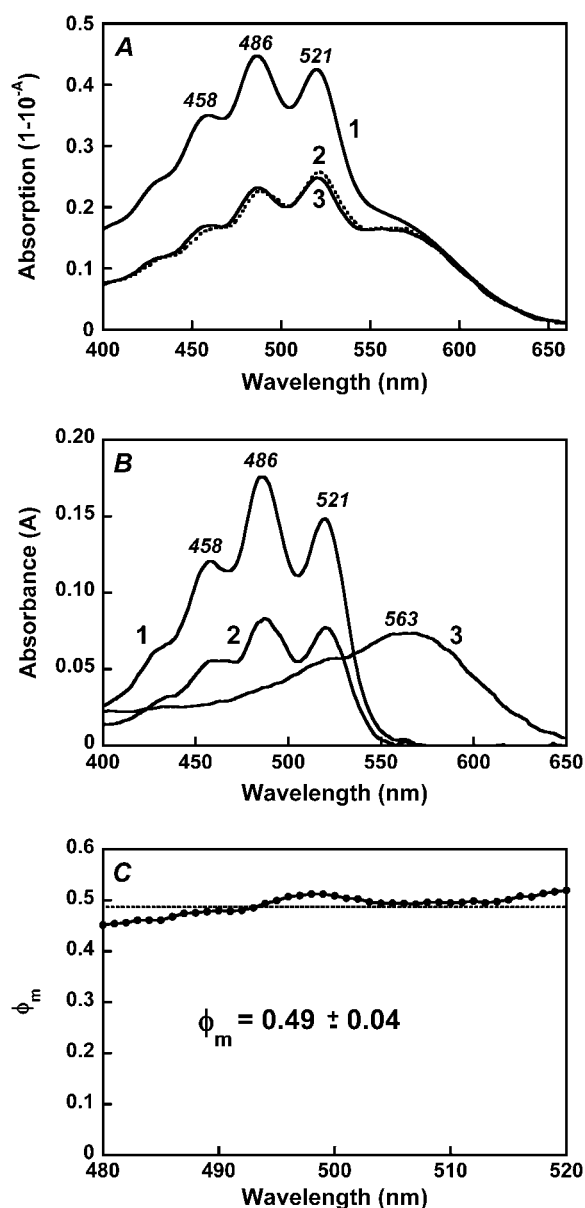 A
0.5
0.4
0.3
0.2
0.1
0
Absorption (1-10^-A)
458
486
521
1
2
3
400 450 500 550 600 650
Wavelength (nm)
B
0.20
0.15
0.10
0.05
0
Absorbance (A)
458
486
521
563
1
2
3
400 450 500 550 600 650
Wavelength (nm)
C
0.6
0.5
0.4
0.3
0.2
0.1
0
ϕm
ϕm = 0.49 ± 0.04
480 490 500 510 520
Wavelength (nm)